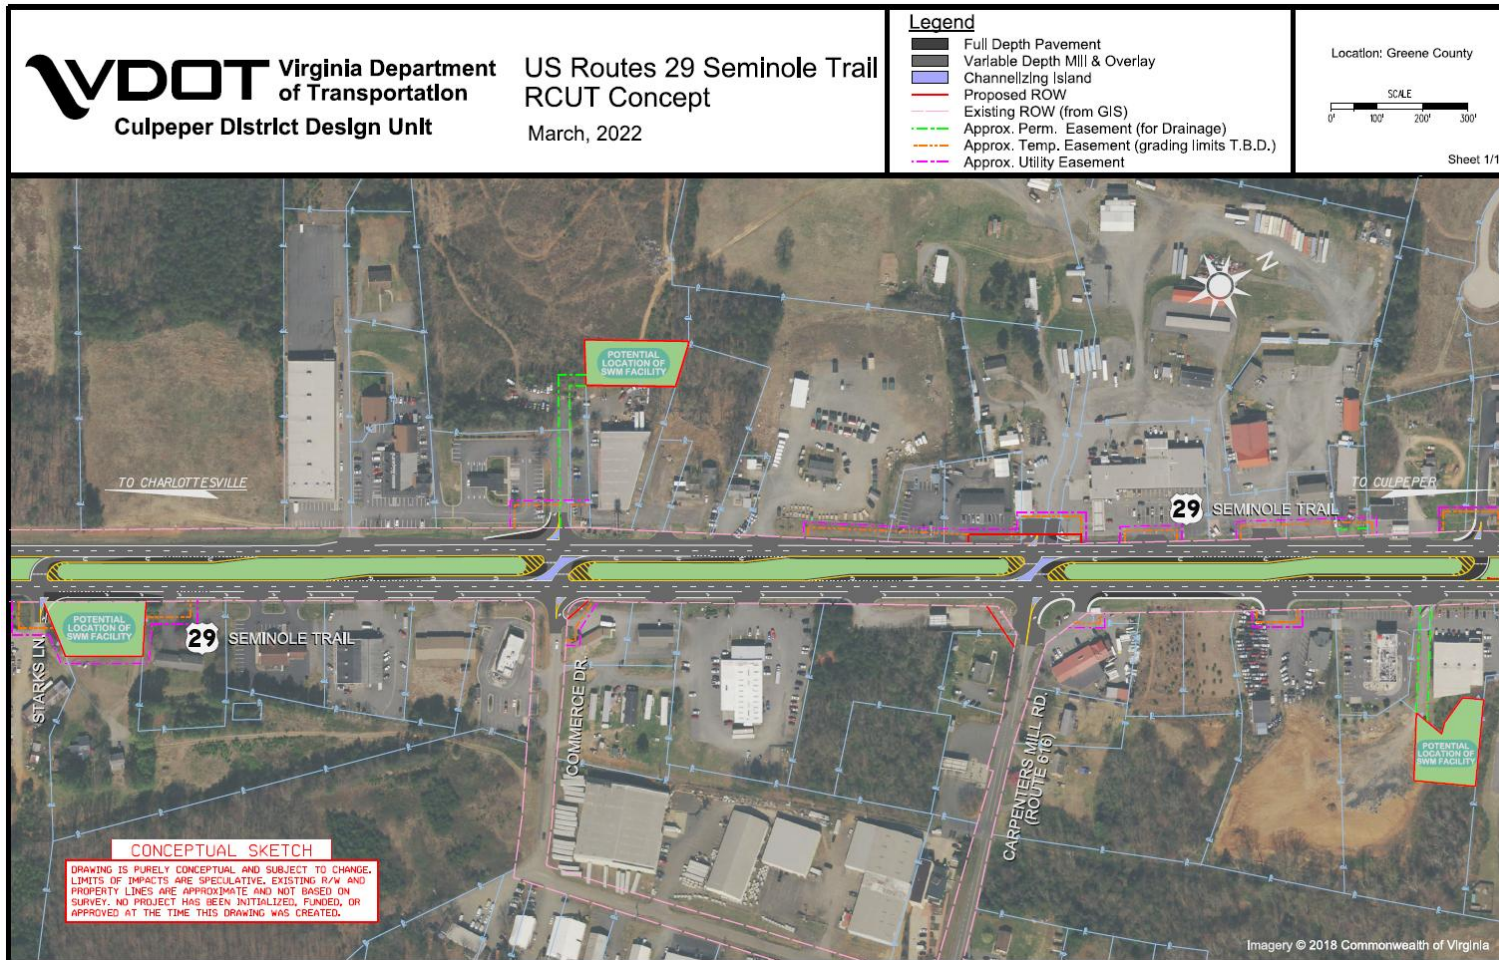 VDOT
Virginia Department
of Transportation
Culpeper District Design Unit
US Routes 29 Seminole Trail
RCUT Concept
March, 2022
Legend
Full Depth Pavement
Variable Depth Mill & Overlay
Channelizing Island
Proposed ROW
Existing ROW (from GIS)
Approx. Perm. Easement (for Drainage)
Approx. Temp. Easement (grading limits T.B.D.)
Approx. Utility Easement
Location: Greene County
SCALE
0' 100' 200' 300'
Sheet 1/1
N
POTENTIAL
LOCATION OF
SWM FACILITY
TO CHARLOTTESVILLE
TO CULPEPER
29 SEMINOLE TRAIL
POTENTIAL
LOCATION OF
SWM FACILITY
29 SEMINOLE TRAIL
STARKS LN.
COMMERCE DR.
CARPENTERS MILL RD.
(ROUTE 616)
POTENTIAL
LOCATION OF
SWM FACILITY
CONCEPTUAL SKETCH
DRAWING IS PURELY CONCEPTUAL AND SUBJECT TO CHANGE.
LIMITS OF IMPACTS ARE SPECULATIVE. EXISTING R/W AND
PROPERTY LINES ARE APPROXIMATE AND NOT BASED ON
SURVEY. NO PROJECT HAS BEEN INITIALIZED, FUNDED, OR
APPROVED AT THE TIME THIS DRAWING WAS CREATED.
Imagery © 2018 Commonwealth of Virginia